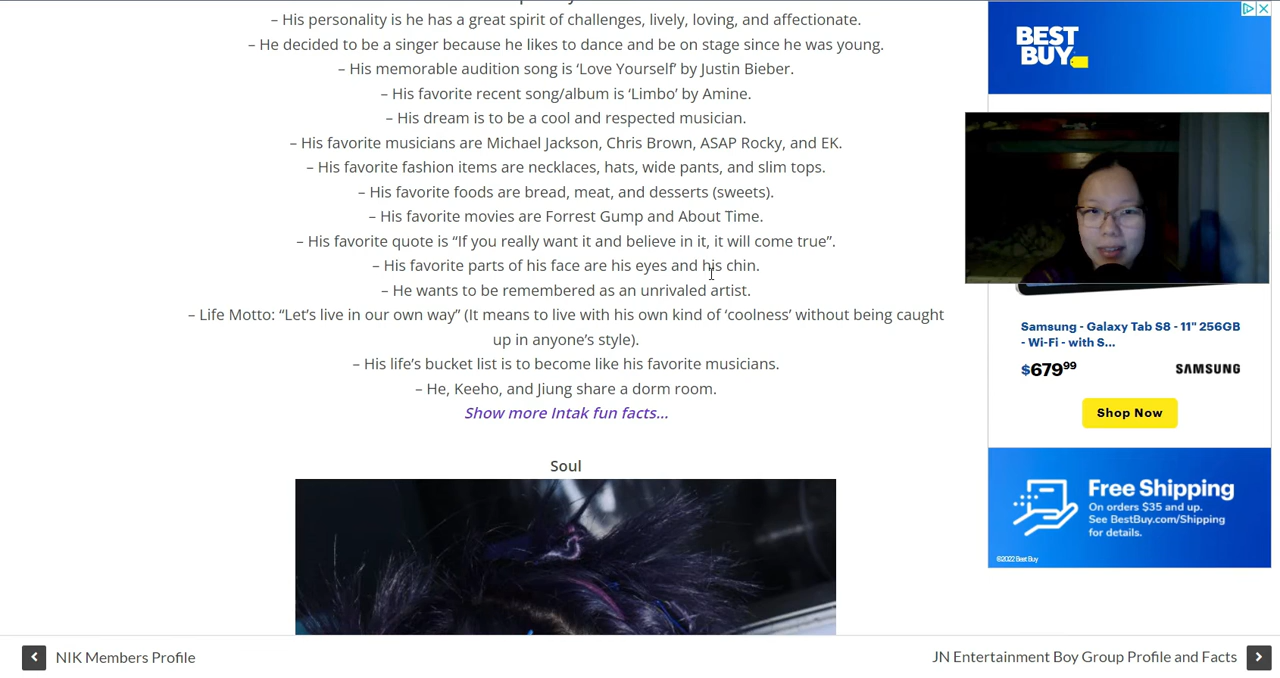 – His personality is he has a great spirit of challenges, lively, loving, and affectionate.
– He decided to be a singer because he likes to dance and be on stage since he was young.
– His memorable audition song is ‘Love Yourself’ by Justin Bieber.
– His favorite recent song/album is ‘Limbo’ by Amine.
– His dream is to be a cool and respected musician.
– His favorite musicians are Michael Jackson, Chris Brown, ASAP Rocky, and EK.
– His favorite fashion items are necklaces, hats, wide pants, and slim tops.
– His favorite foods are bread, meat, and desserts (sweets).
– His favorite movies are Forrest Gump and About Time.
– His favorite quote is “If you really want it and believe in it, it will come true”.
– His favorite parts of his face are his eyes and his chin.
– He wants to be remembered as an unrivaled artist.
– Life Motto: “Let’s live in our own way” (It means to live with his own kind of ‘coolness’ without being caught
up in anyone’s style).
– His life’s bucket list is to become like his favorite musicians.
– He, Keeho, and Jiung share a dorm room.
Show more Intak fun facts...
Soul
BEST
BUY
Samsung - Galaxy Tab S8 - 11" 256GB
- Wi-Fi - with S...
$67999
SAMSUNG
Shop Now
Free Shipping
On orders $35 and up.
See BestBuy.com/Shipping
for details.
©2022 Best Buy
NIK Members Profile
JN Entertainment Boy Group Profile and Facts